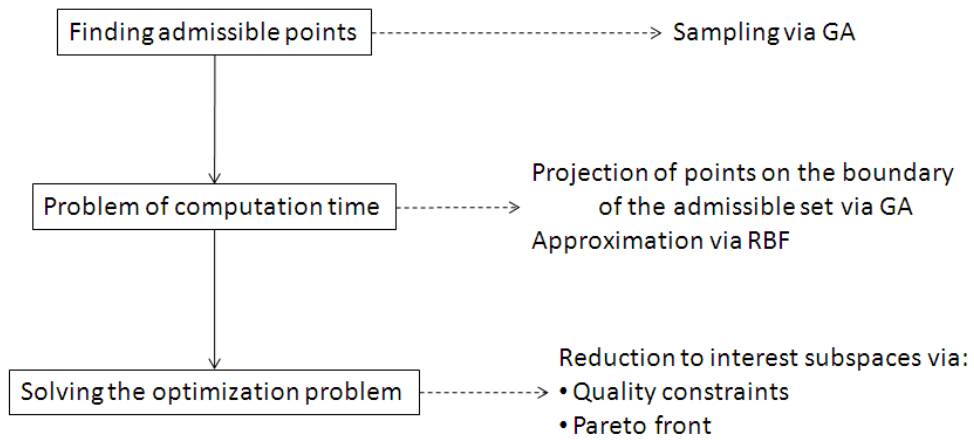 Finding admissible points
Sampling via GA
Problem of computation time
Projection of points on the boundary
of the admissible set via GA
Approximation via RBF
Solving the optimization problem
Reduction to interest subspaces via:
• Quality constraints
• Pareto front